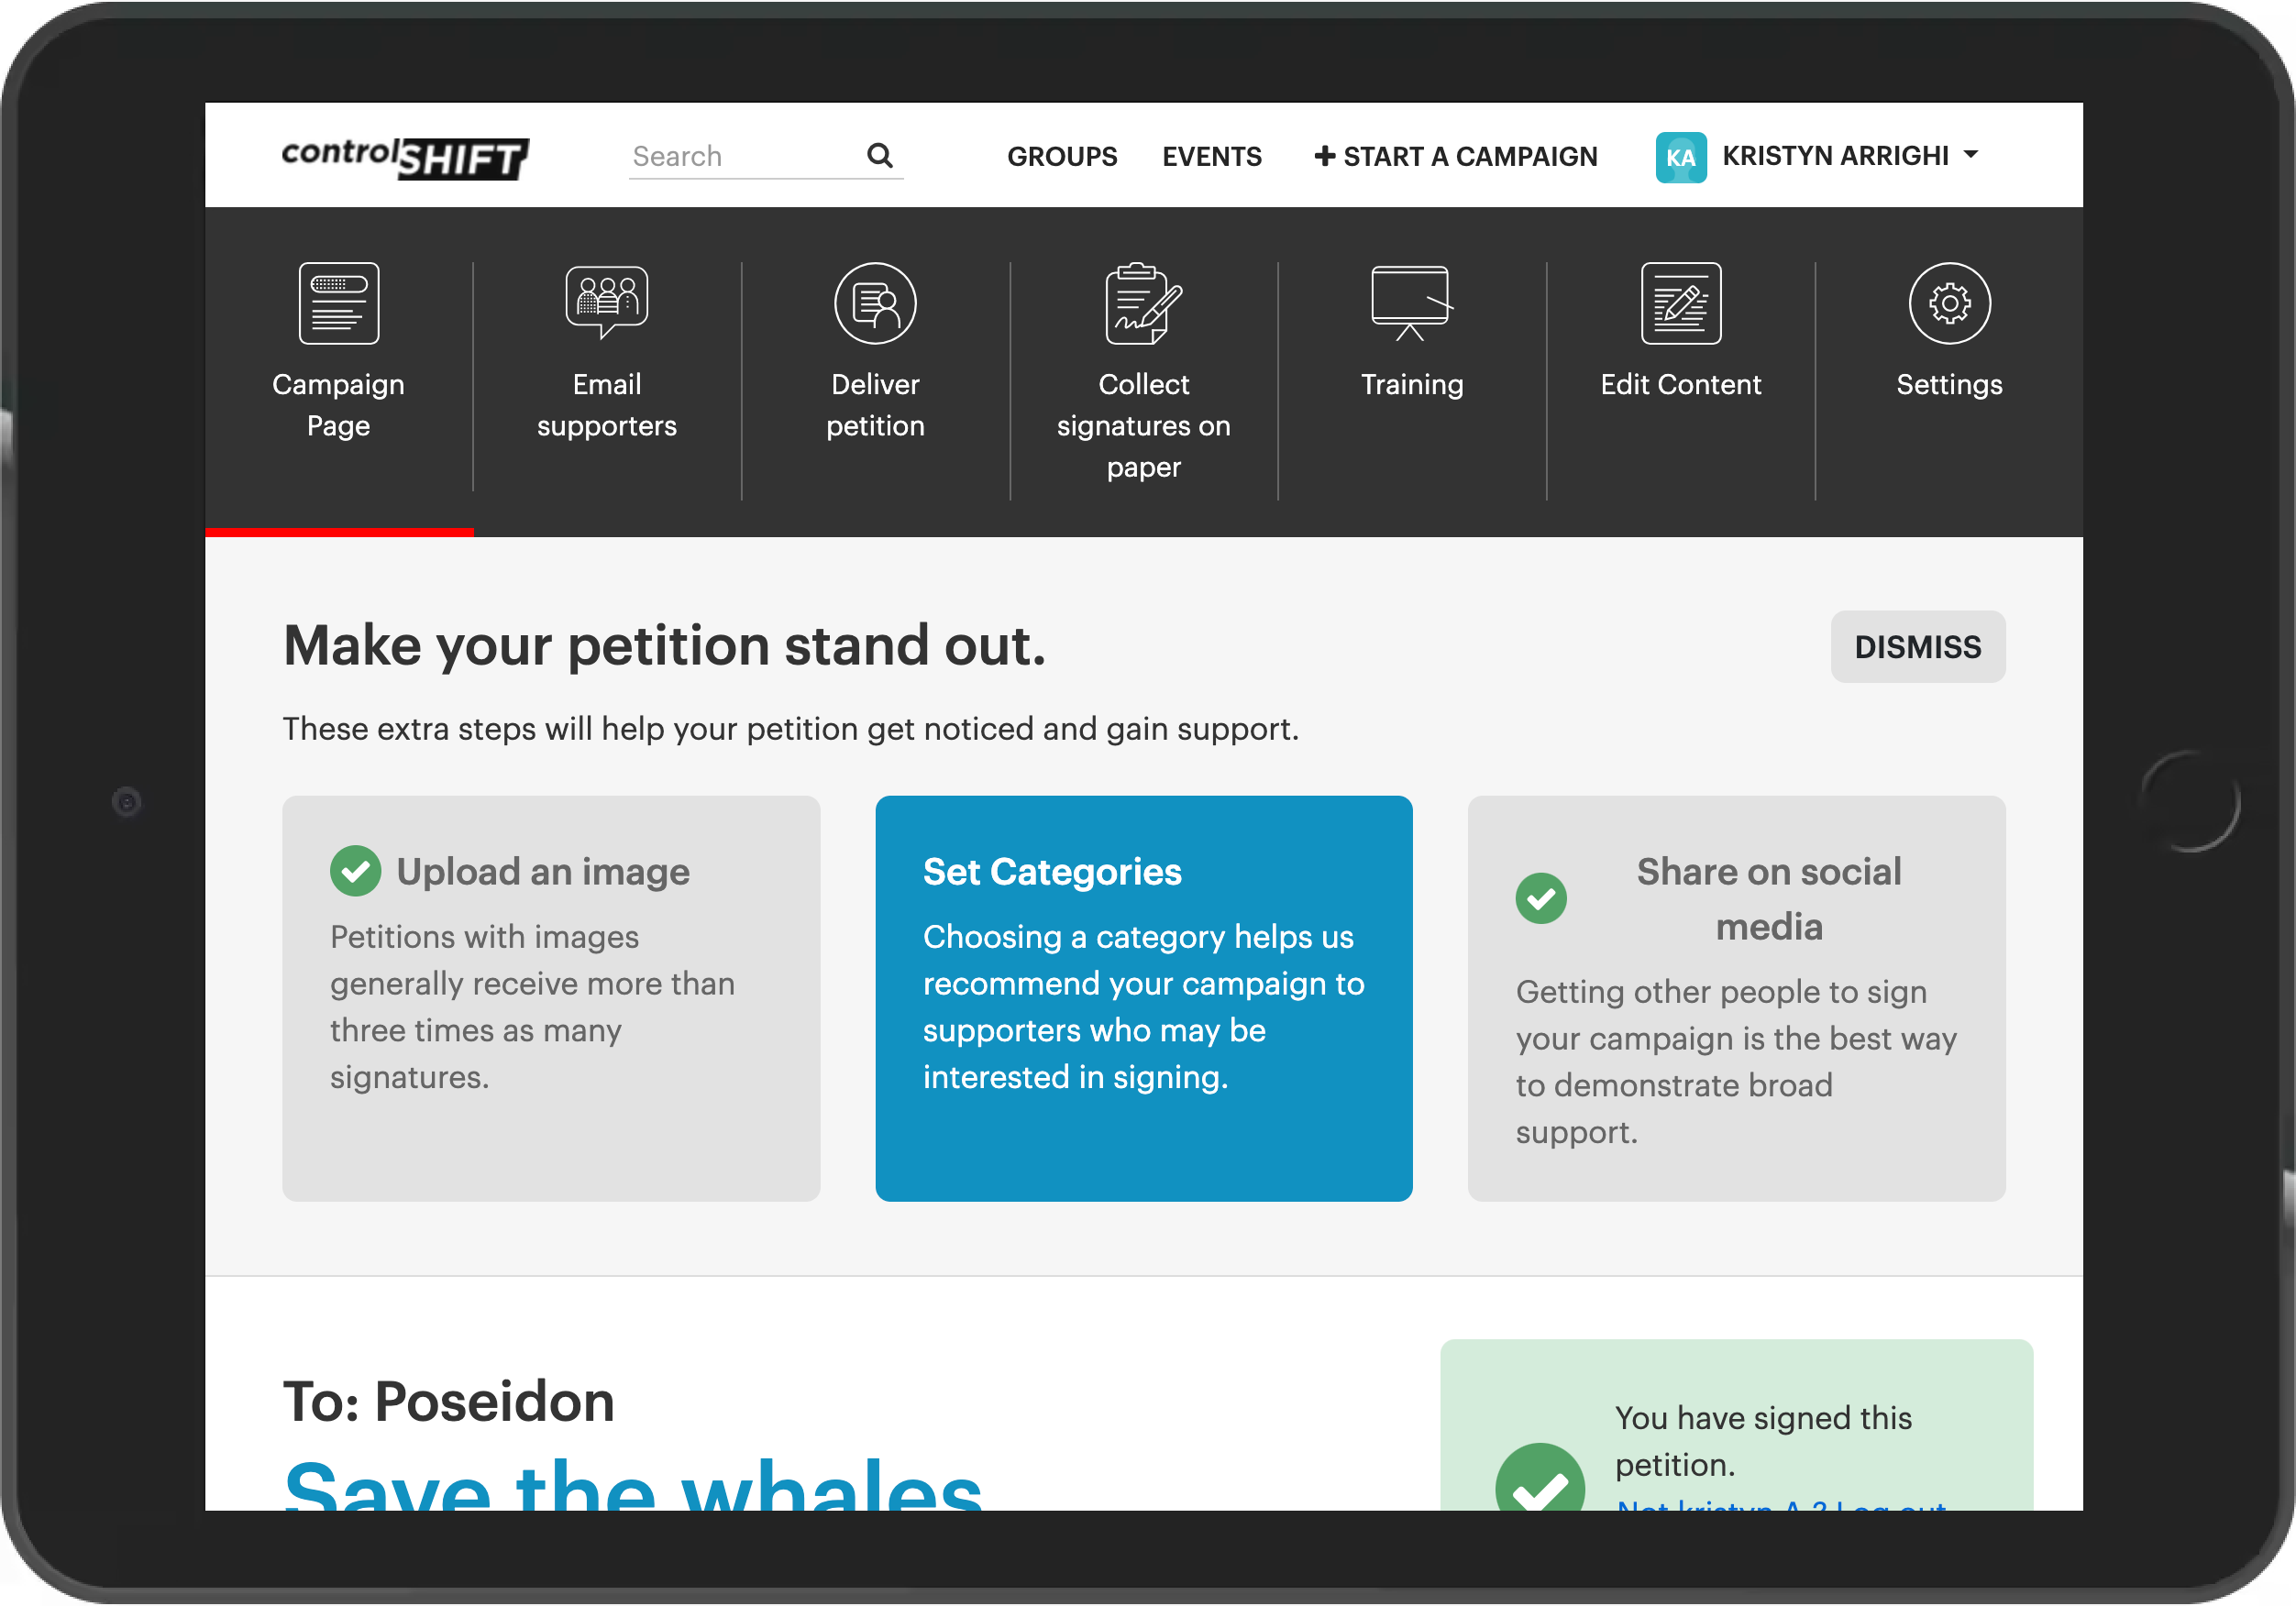 controlSHIFT
Search
GROUPS
EVENTS
START A CAMPAIGN
KA
KRISTYN ARRIGHI
Campaign
Page
Email
supporters
Deliver
petition
Collect
signatures on
paper
Training
Edit Content
Settings
Make your petition stand out.
DISMISS
These extra steps will help your petition get noticed and gain support.
Upload an image
Petitions with images
generally receive more than
three times as many
signatures.
Set Categories
Choosing a category helps us
recommend your campaign to
supporters who may be
interested in signing.
Share on social
media
Getting other people to sign
your campaign is the best way
to demonstrate broad
support.
To: Poseidon
Save the whales
You have signed this
petition.
Not kristyn A.? Log out